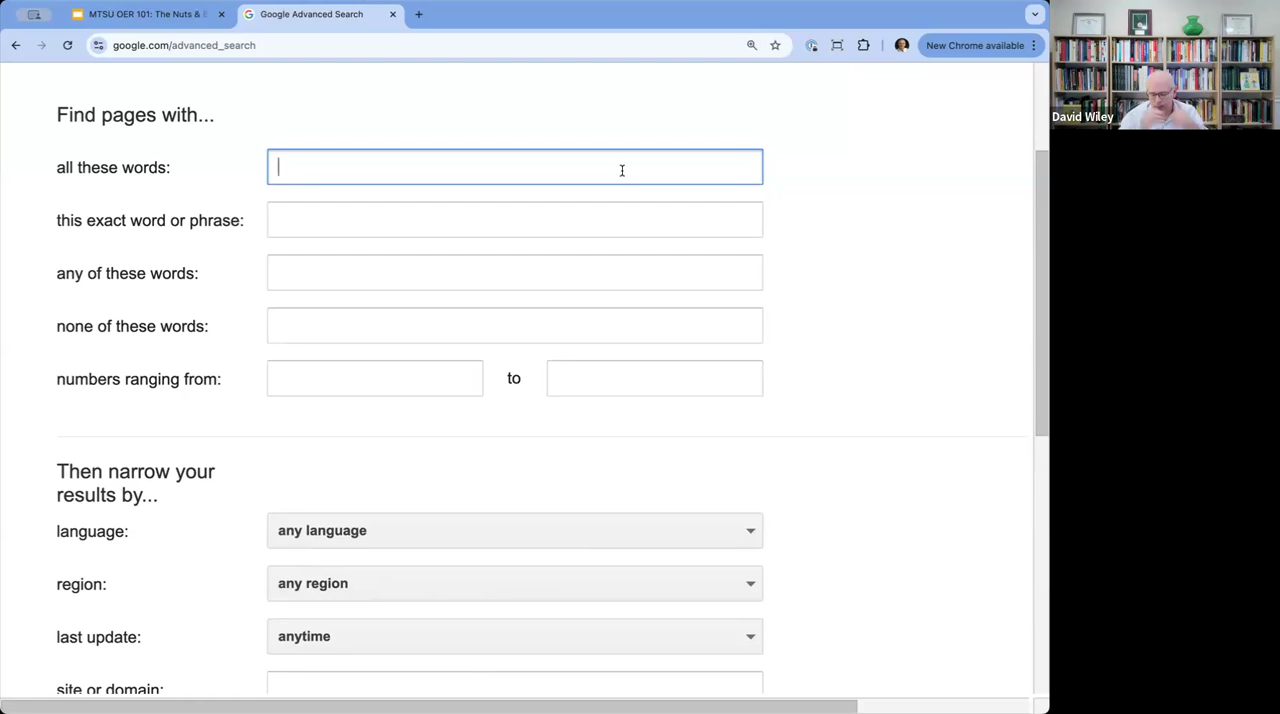 MTSU OER 101: The Nuts & B
Google Advanced Search
google.com/advanced_search
New Chrome available
David Wiley
Find pages with...
all these words:
this exact word or phrase:
any of these words:
none of these words:
numbers ranging from:
to
Then narrow your
results by...
language:
any language
region:
any region
last update:
anytime
site or domain: